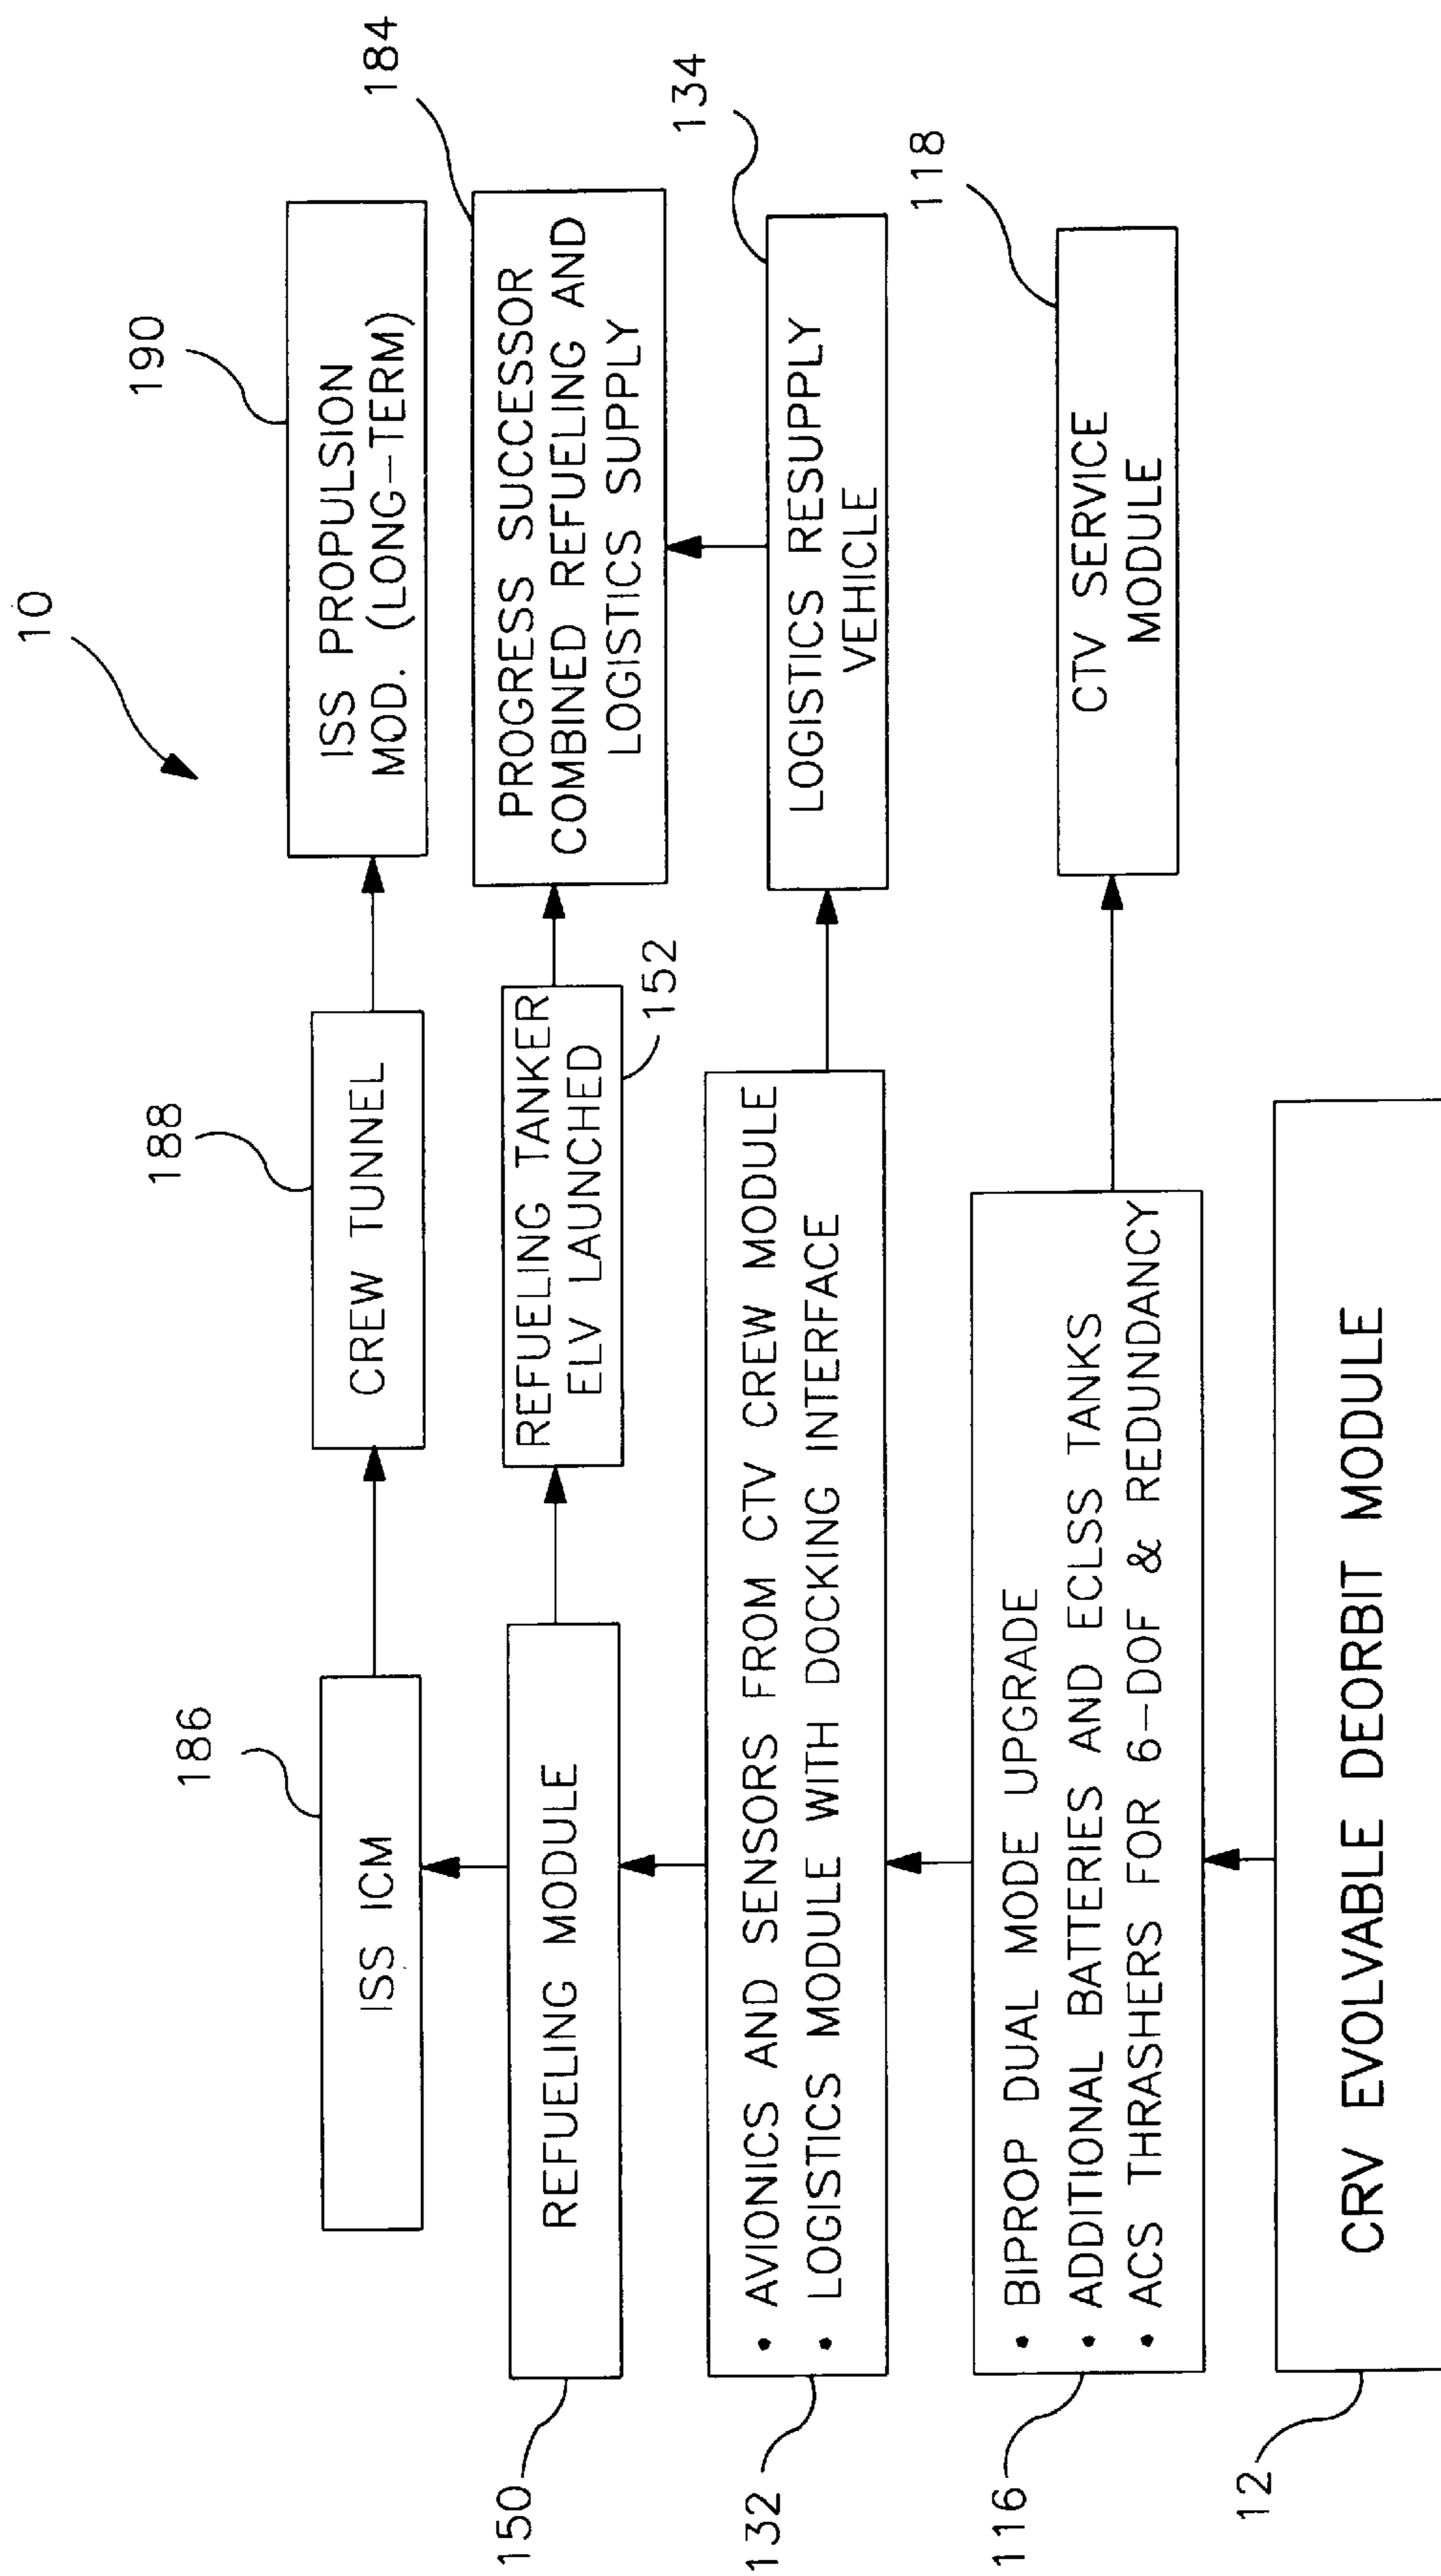 10
190
ISS PROPULSION
MOD. (LONG-TERM)
188
CREW TUNNEL
186
ISS ICM
184
PROGRESS SUCCESSOR
COMBINED REFUELING AND
LOGISTICS SUPPLY
REFUELING TANKER
ELV LAUNCHED
152
REFUELING MODULE
150
• AVIONICS AND SENSORS FROM CTV CREW MODULE
• LOGISTICS MODULE WITH DOCKING INTERFACE
132
LOGISTICS RESUPPLY
VEHICLE
134
• BIPROP DUAL MODE UPGRADE
• ADDITIONAL BATTERIES AND ECLSS TANKS
• ACS THRASHERS FOR 6-DOF & REDUNDANCY
116
CTV SERVICE
MODULE
118
CRV EVOLVABLE DEORBIT MODULE
12